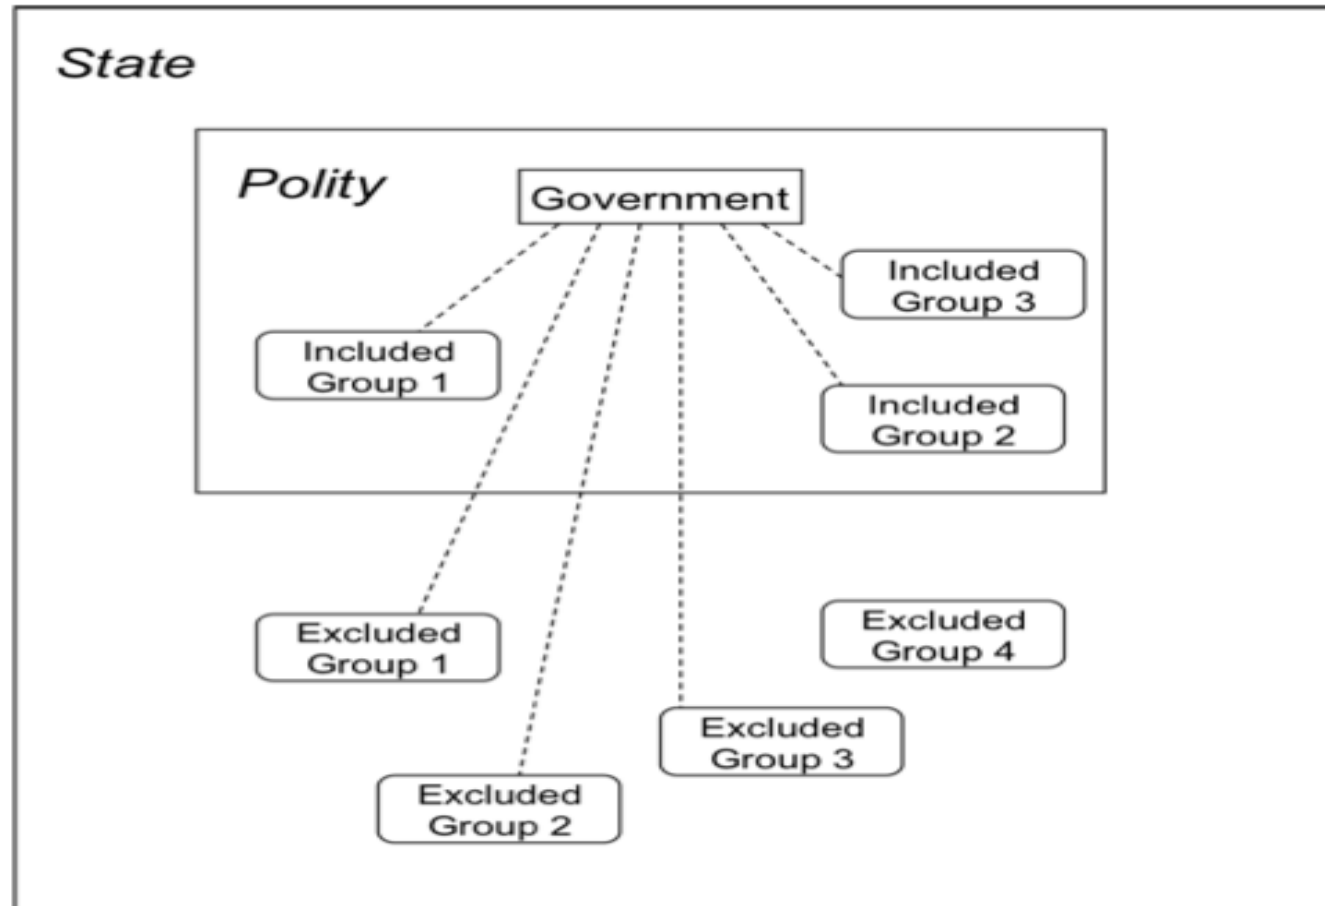 State
Polity
Government
Included
Group 3
Included
Group 1
Included
Group 2
Excluded
Group 1
Excluded
Group 4
Excluded
Group 3
Excluded
Group 2